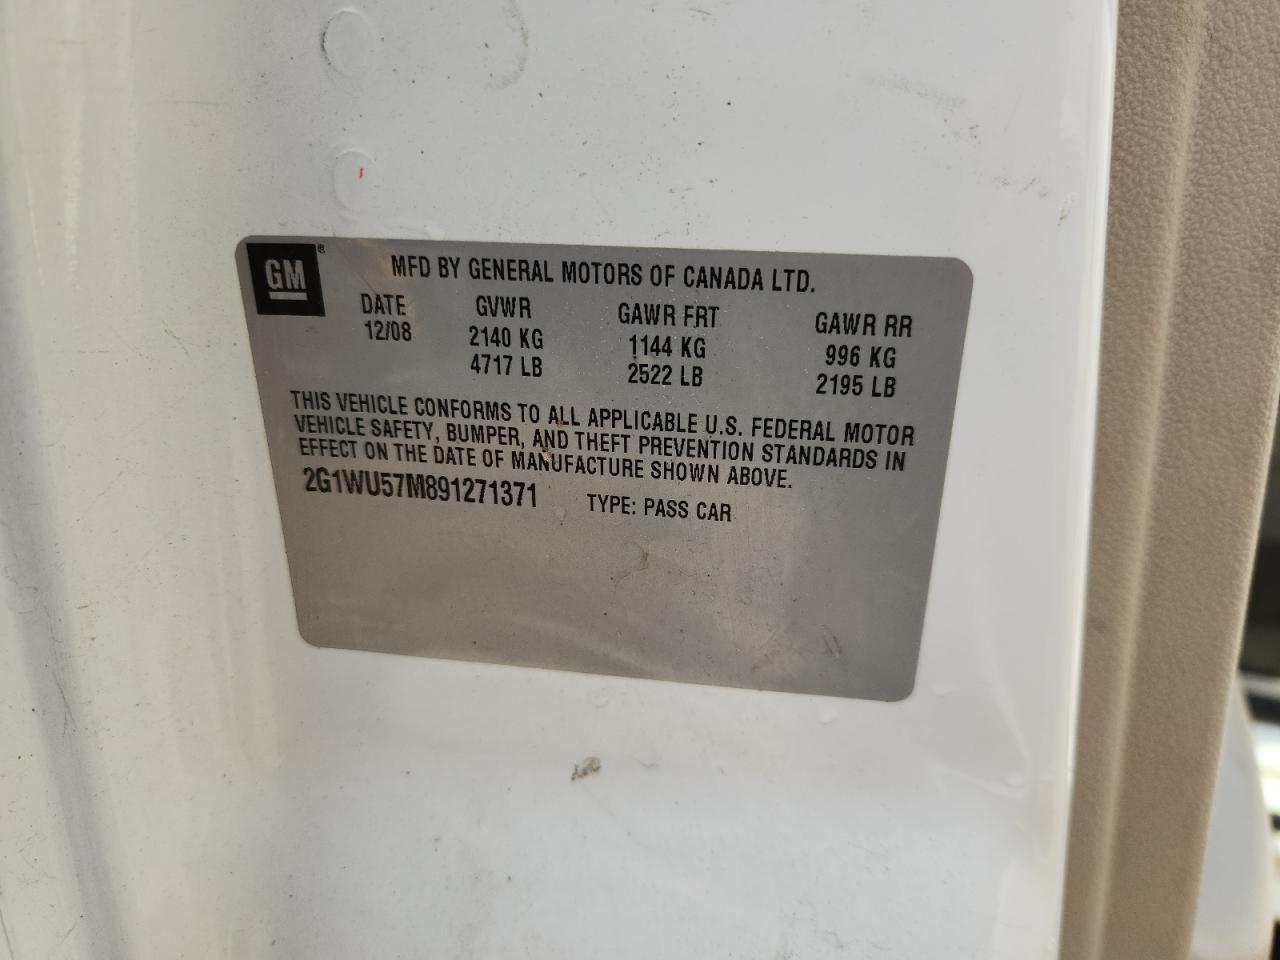 GM®
MFD BY GENERAL MOTORS OF CANADA LTD.
DATE GVWR GAWR FRT GAWR RR
12/08 2140 KG 1144 KG 996 KG
4717 LB 2522 LB 2195 LB
THIS VEHICLE CONFORMS TO ALL APPLICABLE U.S. FEDERAL MOTOR
VEHICLE SAFETY, BUMPER, AND THEFT PREVENTION STANDARDS IN
EFFECT ON THE DATE OF MANUFACTURE SHOWN ABOVE.
2G1WU57M891271371 TYPE: PASS CAR